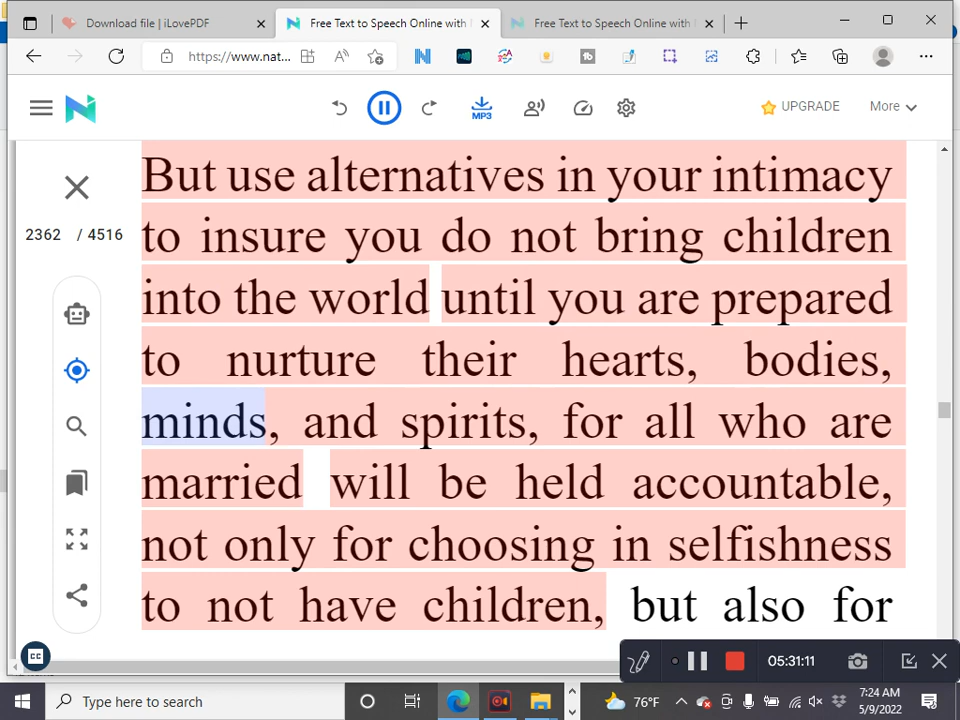 Download file | iLovePDF
Free Text to Speech Online with
Free Text to Speech Online with
https://www.nat...
UPGRADE
More
MP3
But use alternatives in your intimacy
to insure you do not bring children
into the world until you are prepared
to nurture their hearts, bodies,
minds, and spirits, for all who are
married will be held accountable,
not only for choosing in selfishness
to not have children, but also for
2362 / 4516
CC
05:31:11
Type here to search
76°F
7:24 AM
5/9/2022